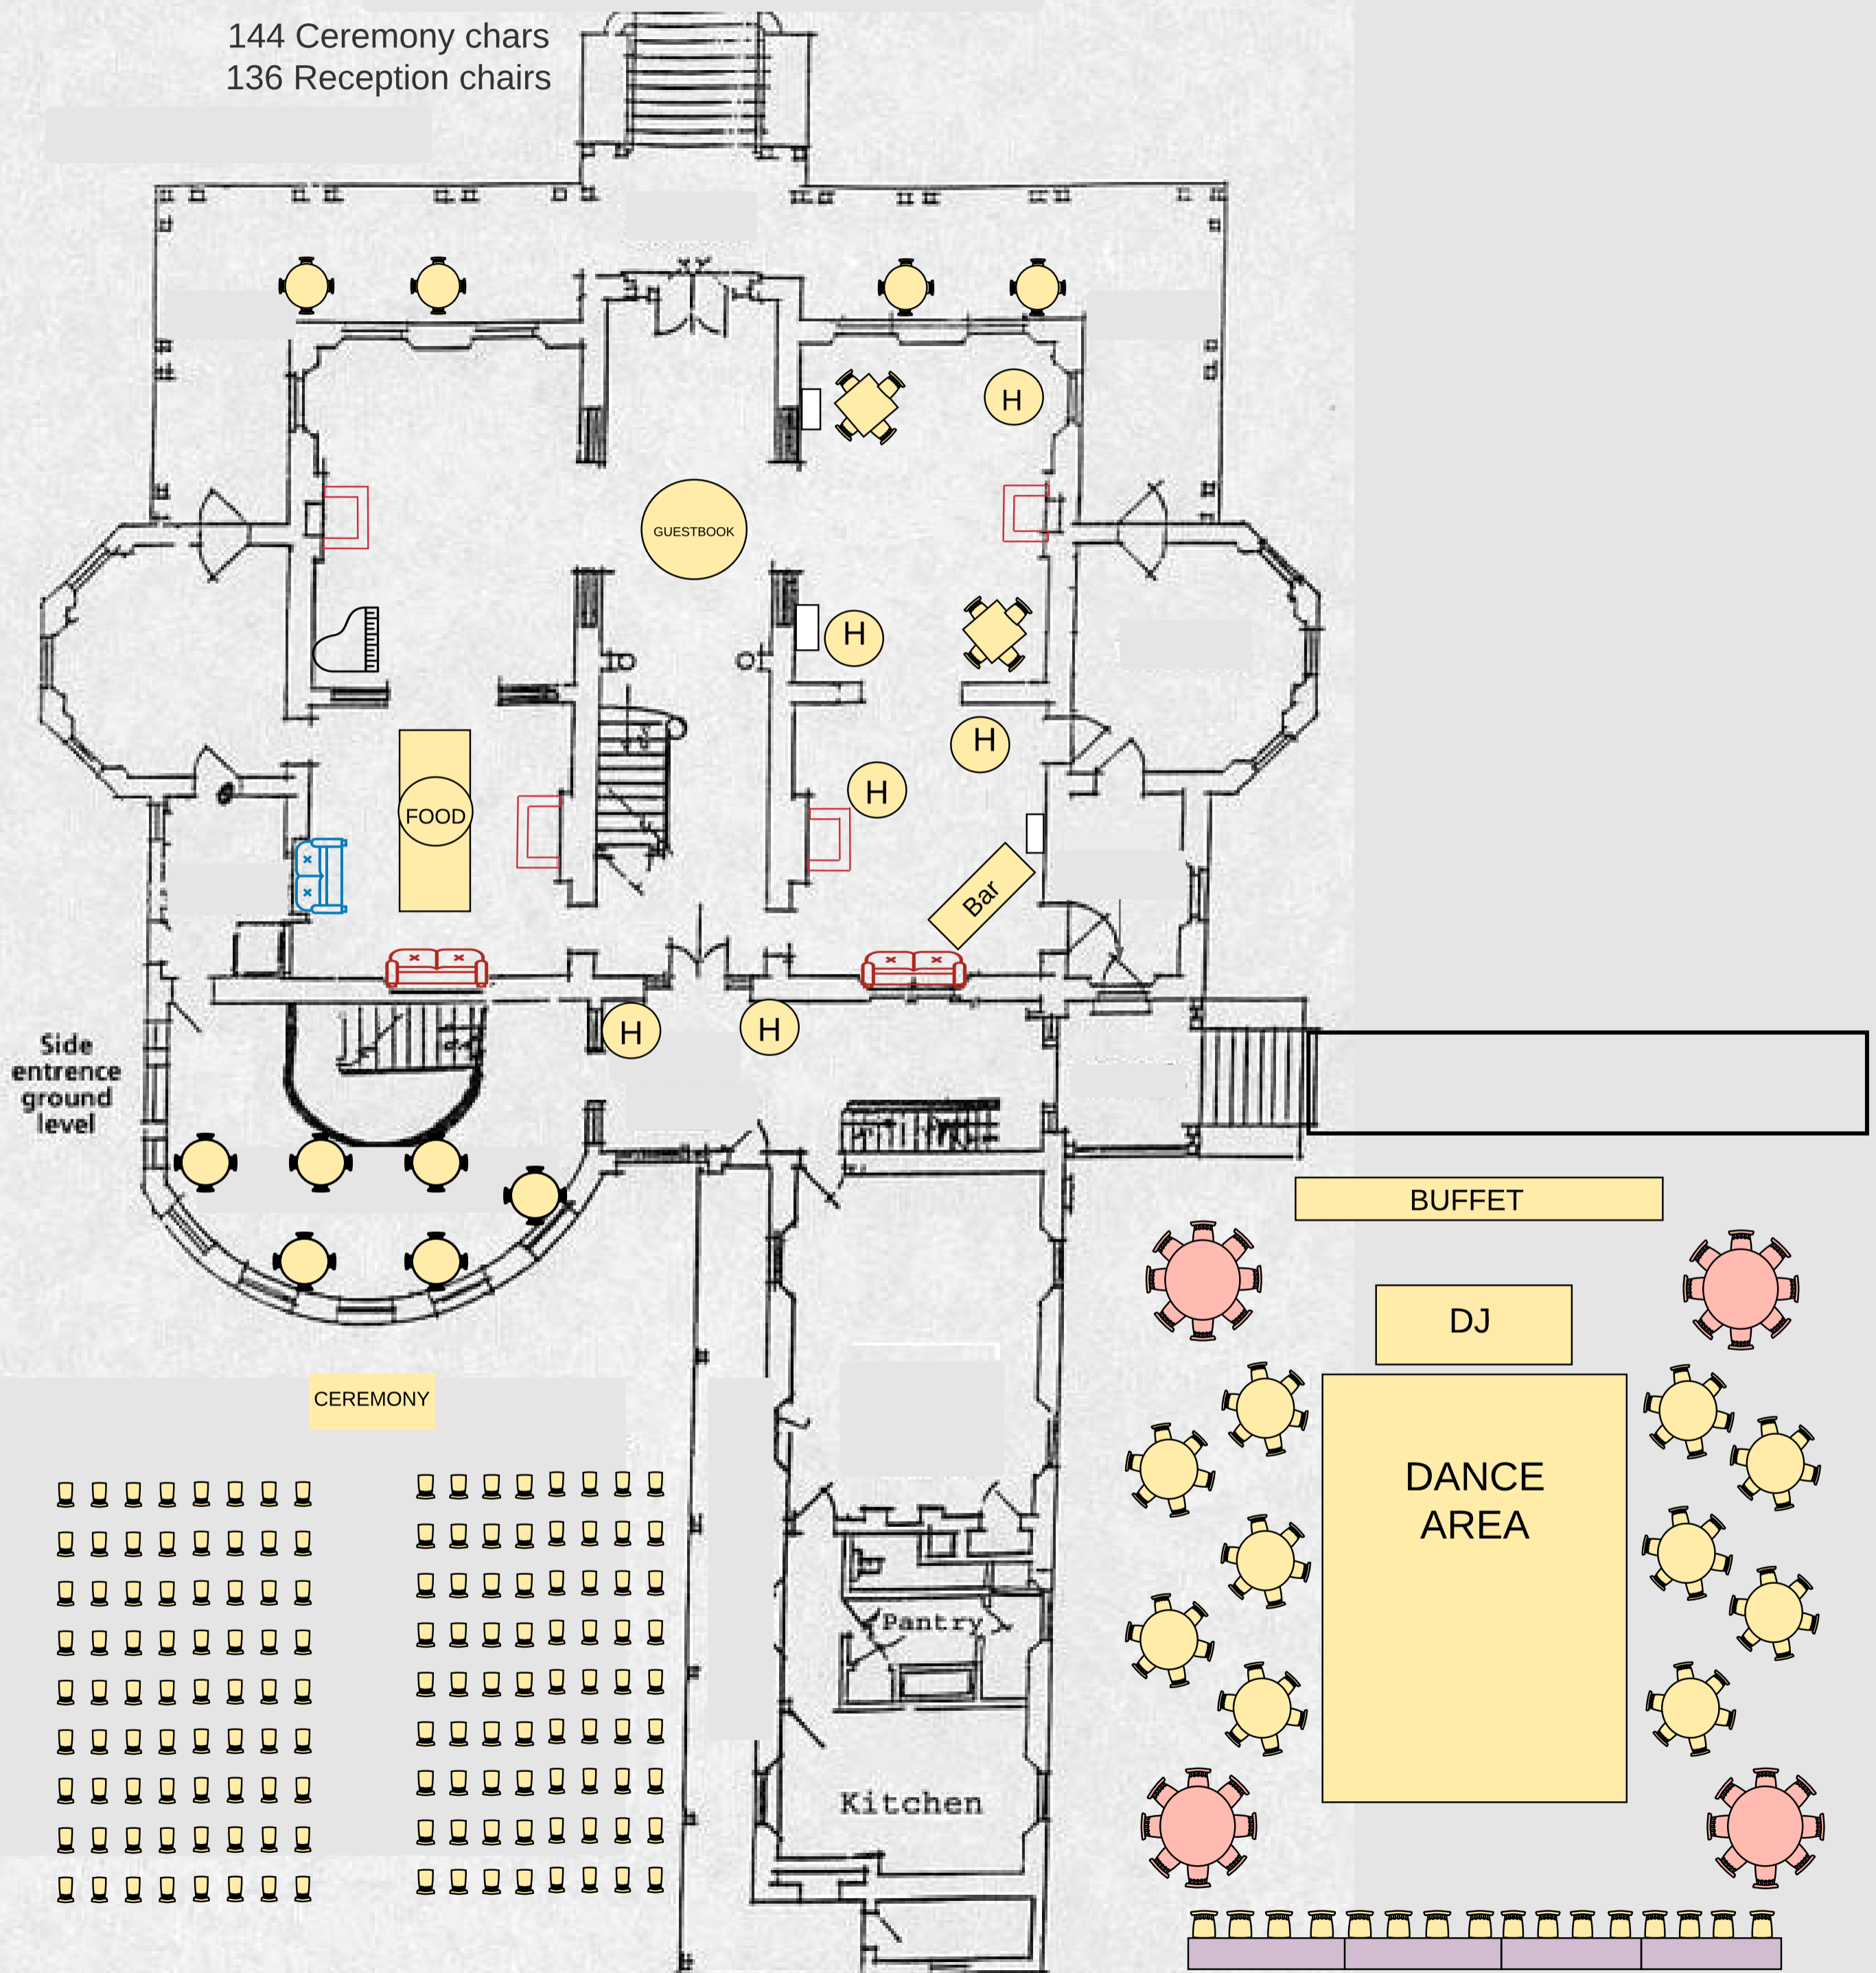 144 Ceremony chars
136 Reception chairs
H
GUESTBOOK
H
H
H
FOOD
Bar
H
H
Side
entrence
ground
level
BUFFET
DJ
CEREMONY
DANCE
AREA
Pantry
Kitchen